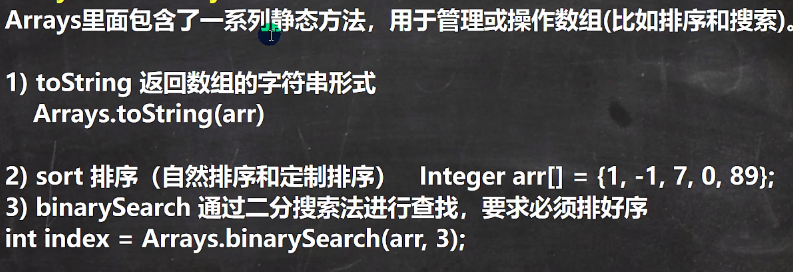 Arrays里面包含了一系列静态方法，用于管理或操作数组(比如排序和搜索)。
1) toString 返回数组的字符串形式
Arrays.toString(arr)
2) sort 排序（自然排序和定制排序） Integer arr[] = {1, -1, 7, 0, 89};
3) binarySearch 通过二分搜索法进行查找，要求必须排好序
int index = Arrays.binarySearch(arr, 3);